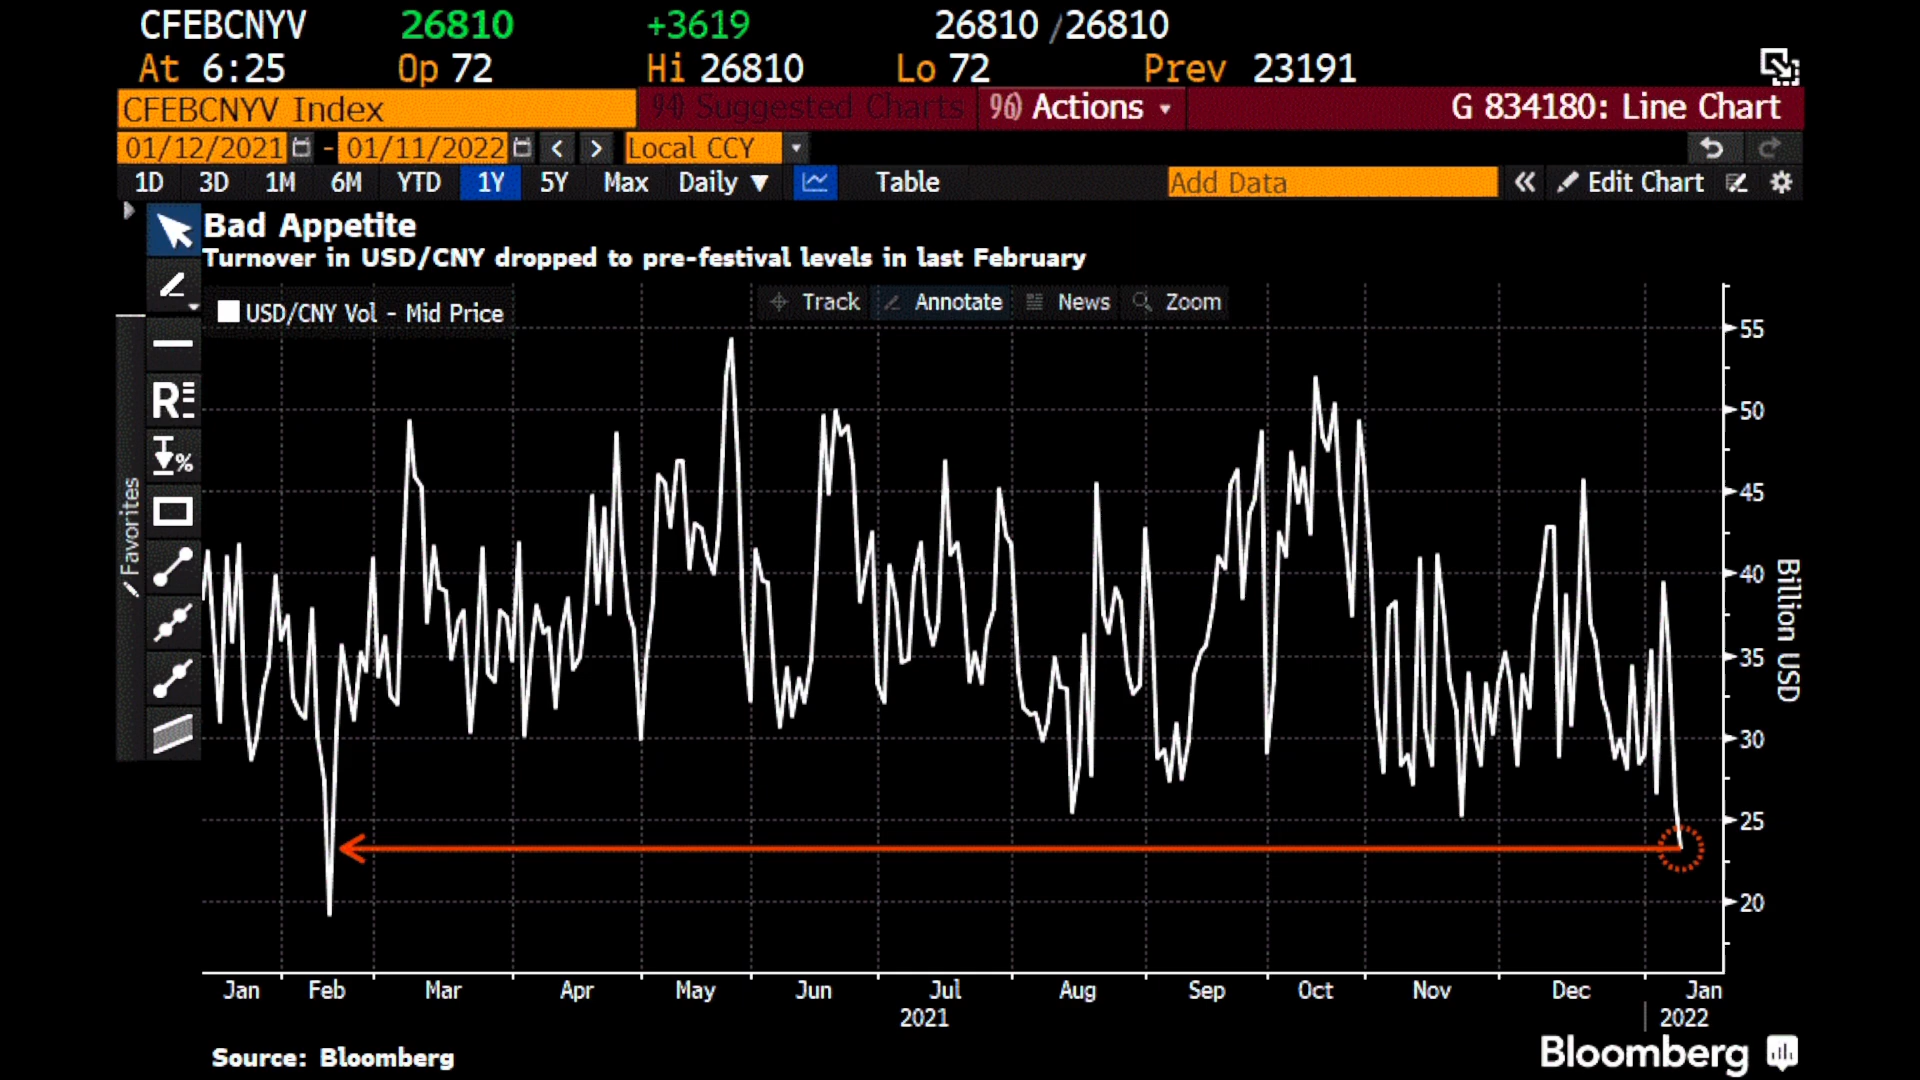 CFEBCNYV 26810 +3619 26810 /26810
At 6:25 Op 72 Hi 26810 Lo 72 Prev 23191
CFEBCNYV Index 94) Suggested Charts 96) Actions G 834180: Line Chart
01/12/2021 - 01/11/2022 < > Local CCY
1D 3D 1M 6M YTD 1Y 5Y Max Daily ▼ Table Add Data « Edit Chart
Bad Appetite
Turnover in USD/CNY dropped to pre-festival levels in last February
USD/CNY Vol - Mid Price
Track Annotate News Zoom
R
%
Favorites
55
50
45
40
35
30
25
20
Billion USD
Jan Feb Mar Apr May Jun Jul Aug Sep Oct Nov Dec Jan
2021 2022
Source: Bloomberg
Bloomberg